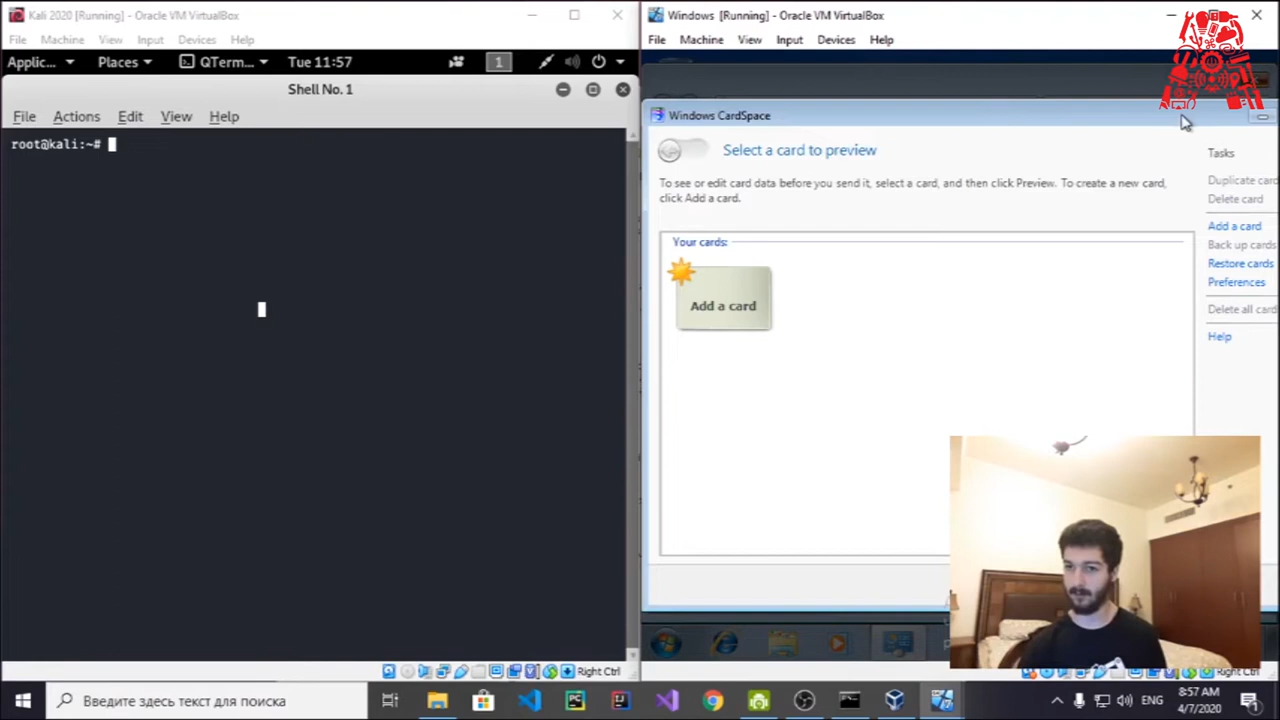 Kali 2020 [Running] - Oracle VM VirtualBox
File Machine View Input Devices Help
Applic... Places QTerm... Tue 11:57 1
Shell No. 1
File Actions Edit View Help
root@kali:~#
Right Ctrl
Windows [Running] - Oracle VM VirtualBox
File Machine View Input Devices Help
Windows CardSpace
Select a card to preview
To see or edit card data before you send it, select a card, and then click Preview. To create a new card,
click Add a card.
Your cards:
Add a card
Tasks
Duplicate card
Delete card
Add a card
Back up cards
Restore cards
Preferences
Delete all card
Help
Right Ctrl
Введите здесь текст для поиска
PC
ENG
8:57 AM
4/7/2020
1